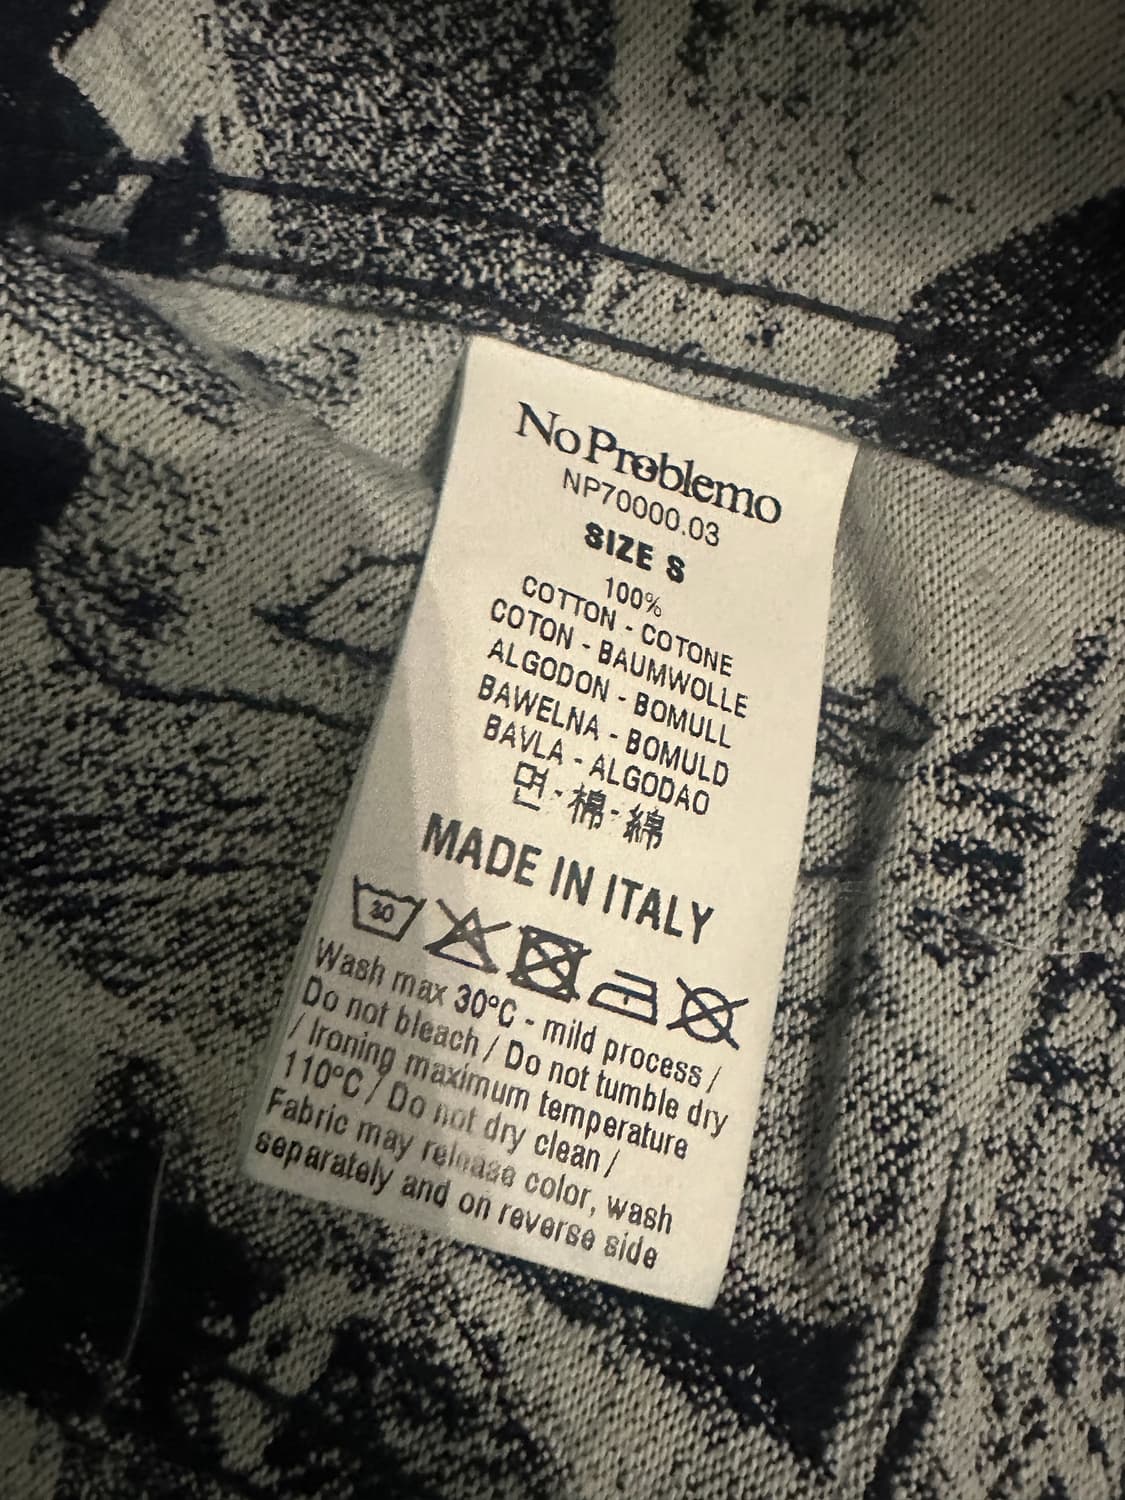 No Problemo
NP70000.03
SIZE S
100%
COTTON - COTONE
COTON - BAUMWOLLE
ALGODON - BOMULL
BAWELNA - BOMULD
BAVLA - ALGODAO
면 - 棉 - 綿
MADE IN ITALY
30
Wash max 30°C - mild process /
Do not bleach / Do not tumble dry
/ Ironing maximum temperature
110°C / Do not dry clean /
Fabric may release color, wash
separately and on reverse side